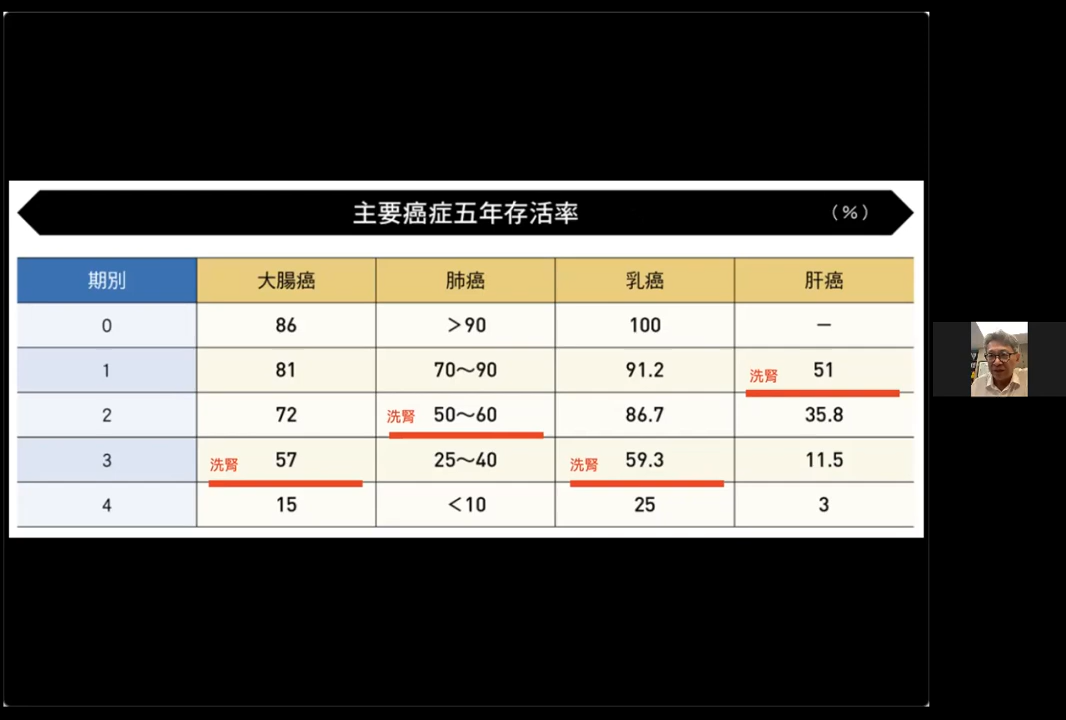 主要癌症五年存活率 （%）
期別 大腸癌 肺癌 乳癌 肝癌
0 86 ＞90 100 —
1 81 70～90 91.2 洗腎 51
2 72 洗腎 50～60 86.7 35.8
3 洗腎 57 25～40 洗腎 59.3 11.5
4 15 ＜10 25 3